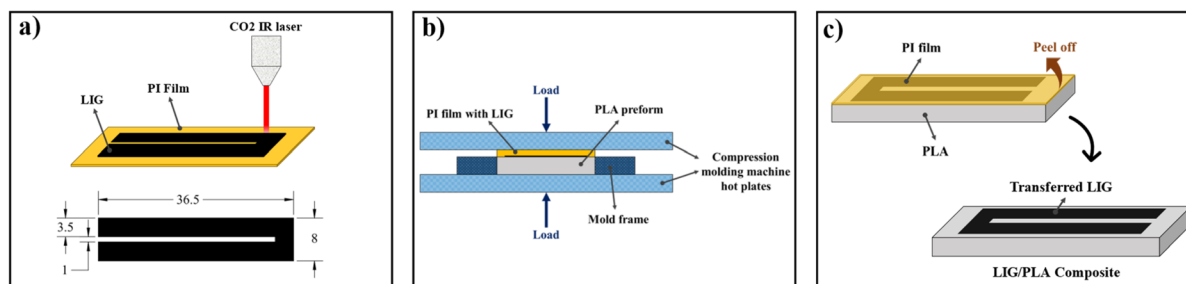 a)
CO2 IR laser
PI Film
LIG
36.5
3.5
8
1
b)
Load
PI film with LIG
PLA preform
Compression
molding machine
hot plates
Mold frame
Load
c)
PI film
Peel off
PLA
Transferred LIG
LIG/PLA Composite